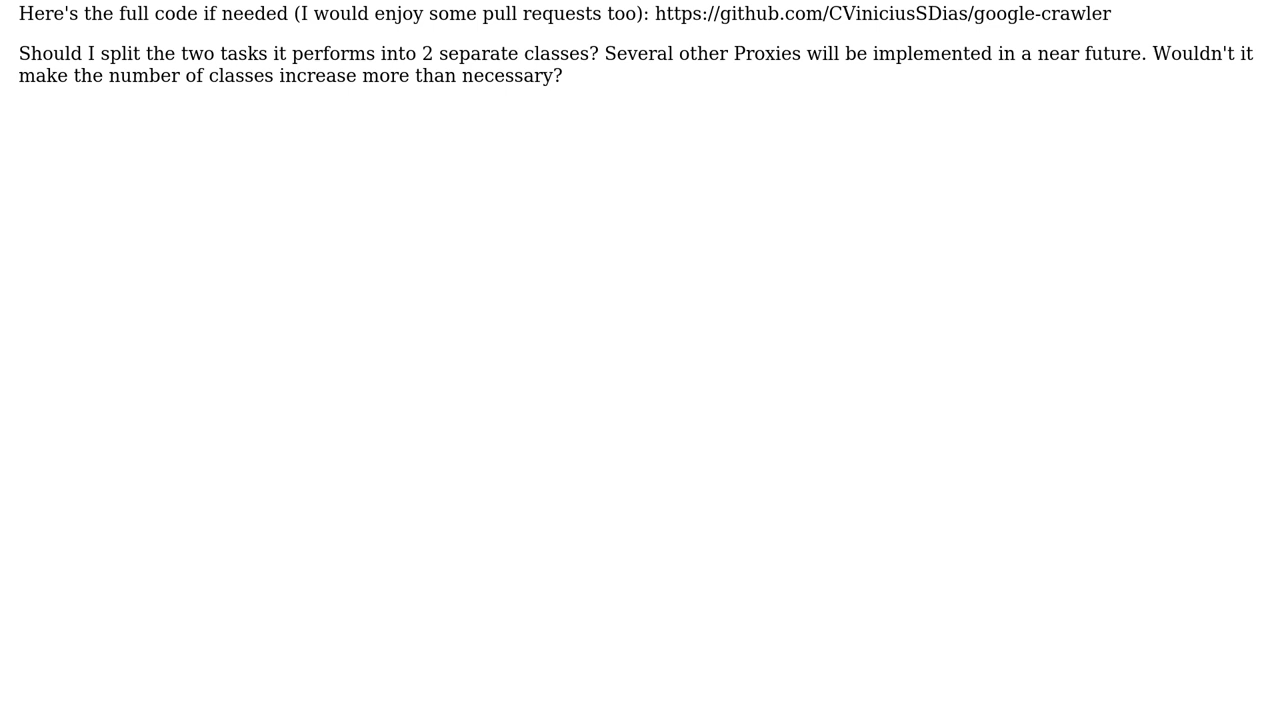 Here's the full code if needed (I would enjoy some pull requests too): https://github.com/CViniciusSDias/google-crawler
Should I split the two tasks it performs into 2 separate classes? Several other Proxies will be implemented in a near future. Wouldn't it
make the number of classes increase more than necessary?